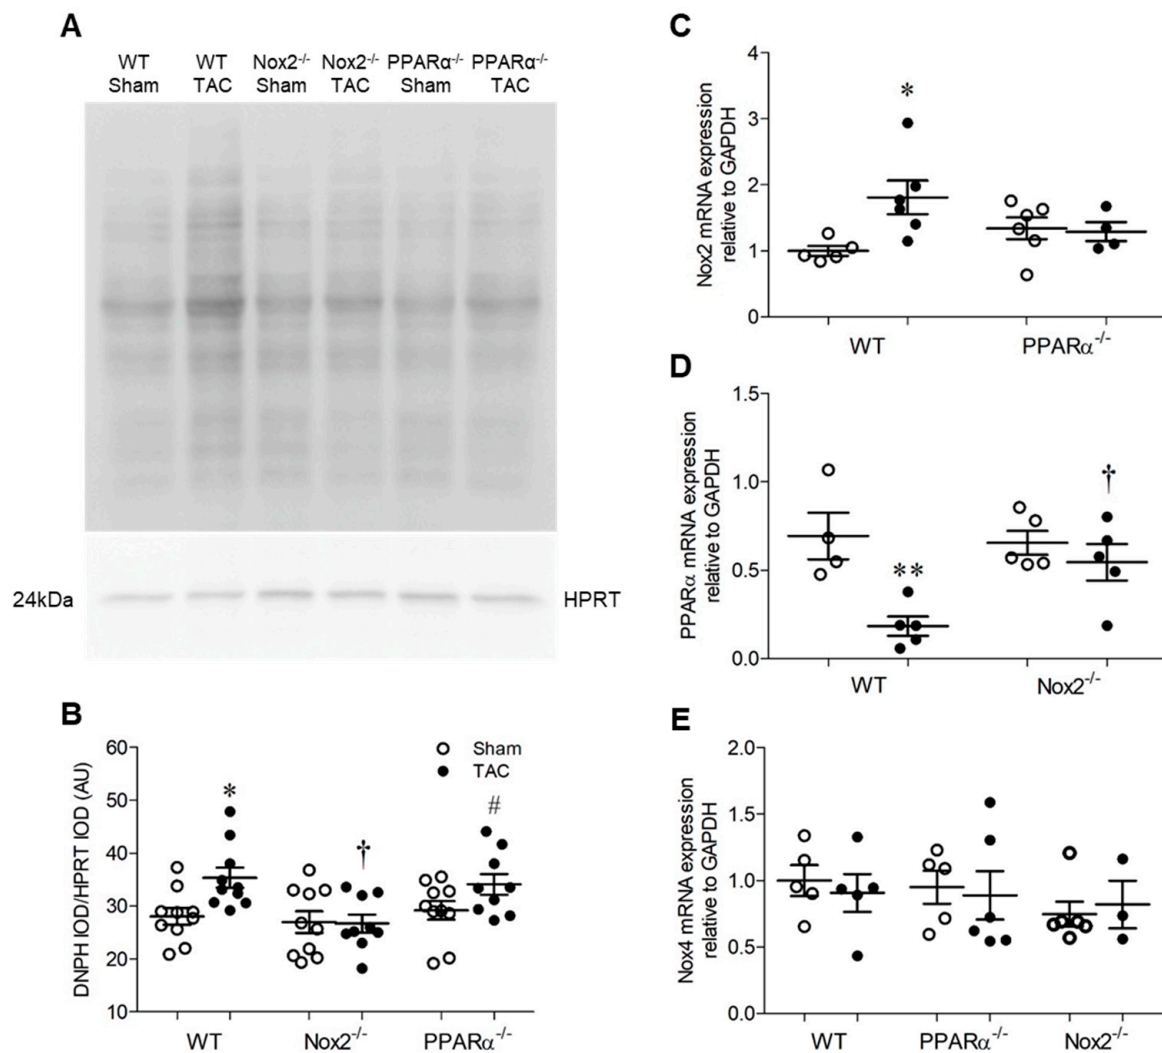 A
WT Sham
WT TAC
Nox2-/- Sham
Nox2-/- TAC
PPARα-/- Sham
PPARα-/- TAC
24kDa
HPRT
B
DNPH IOD/HPRT IOD (AU)
60
50
40
30
20
10
Sham
TAC
*
†
#
WT
Nox2-/-
PPARα-/-
C
Nox2 mRNA expression
relative to GAPDH
4
3
2
1
0
*
WT
PPARα-/-
D
PPARα mRNA expression
relative to GAPDH
1.5
1.0
0.5
0.0
**
†
WT
Nox2-/-
E
Nox4 mRNA expression
relative to GAPDH
2.0
1.5
1.0
0.5
0.0
WT
PPARα-/-
Nox2-/-